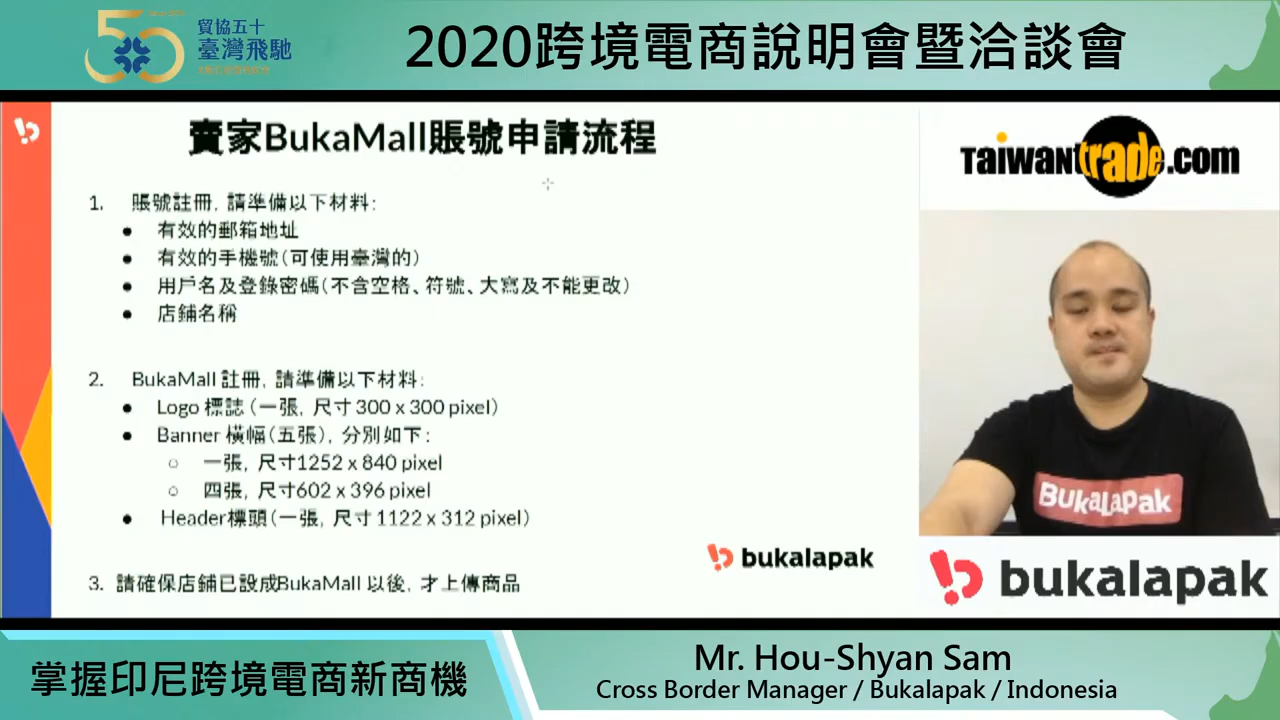 50
貿協五十
臺灣飛馳
2020跨境電商說明會暨洽談會
賣家BukaMall賬號申請流程
1. 賬號註冊, 請準備以下材料:
● 有效的郵箱地址
● 有效的手機號(可使用臺灣的)
● 用戶名及登錄密碼(不含空格、符號、大寫及不能更改)
● 店鋪名稱
2. BukaMall 註冊, 請準備以下材料:
● Logo 標誌 (一張, 尺寸 300 x 300 pixel)
● Banner 橫幅(五張), 分別如下:
○ 一張, 尺寸1252 x 840 pixel
○ 四張, 尺寸602 x 396 pixel
● Header標頭(一張, 尺寸 1122 x 312 pixel)
3. 請確保店鋪已設成BukaMall 以後, 才上傳商品
bukalapak
Taiwantrade.com
BukaLapak
bukalapak
掌握印尼跨境電商新商機
Mr. Hou-Shyan Sam
Cross Border Manager / Bukalapak / Indonesia